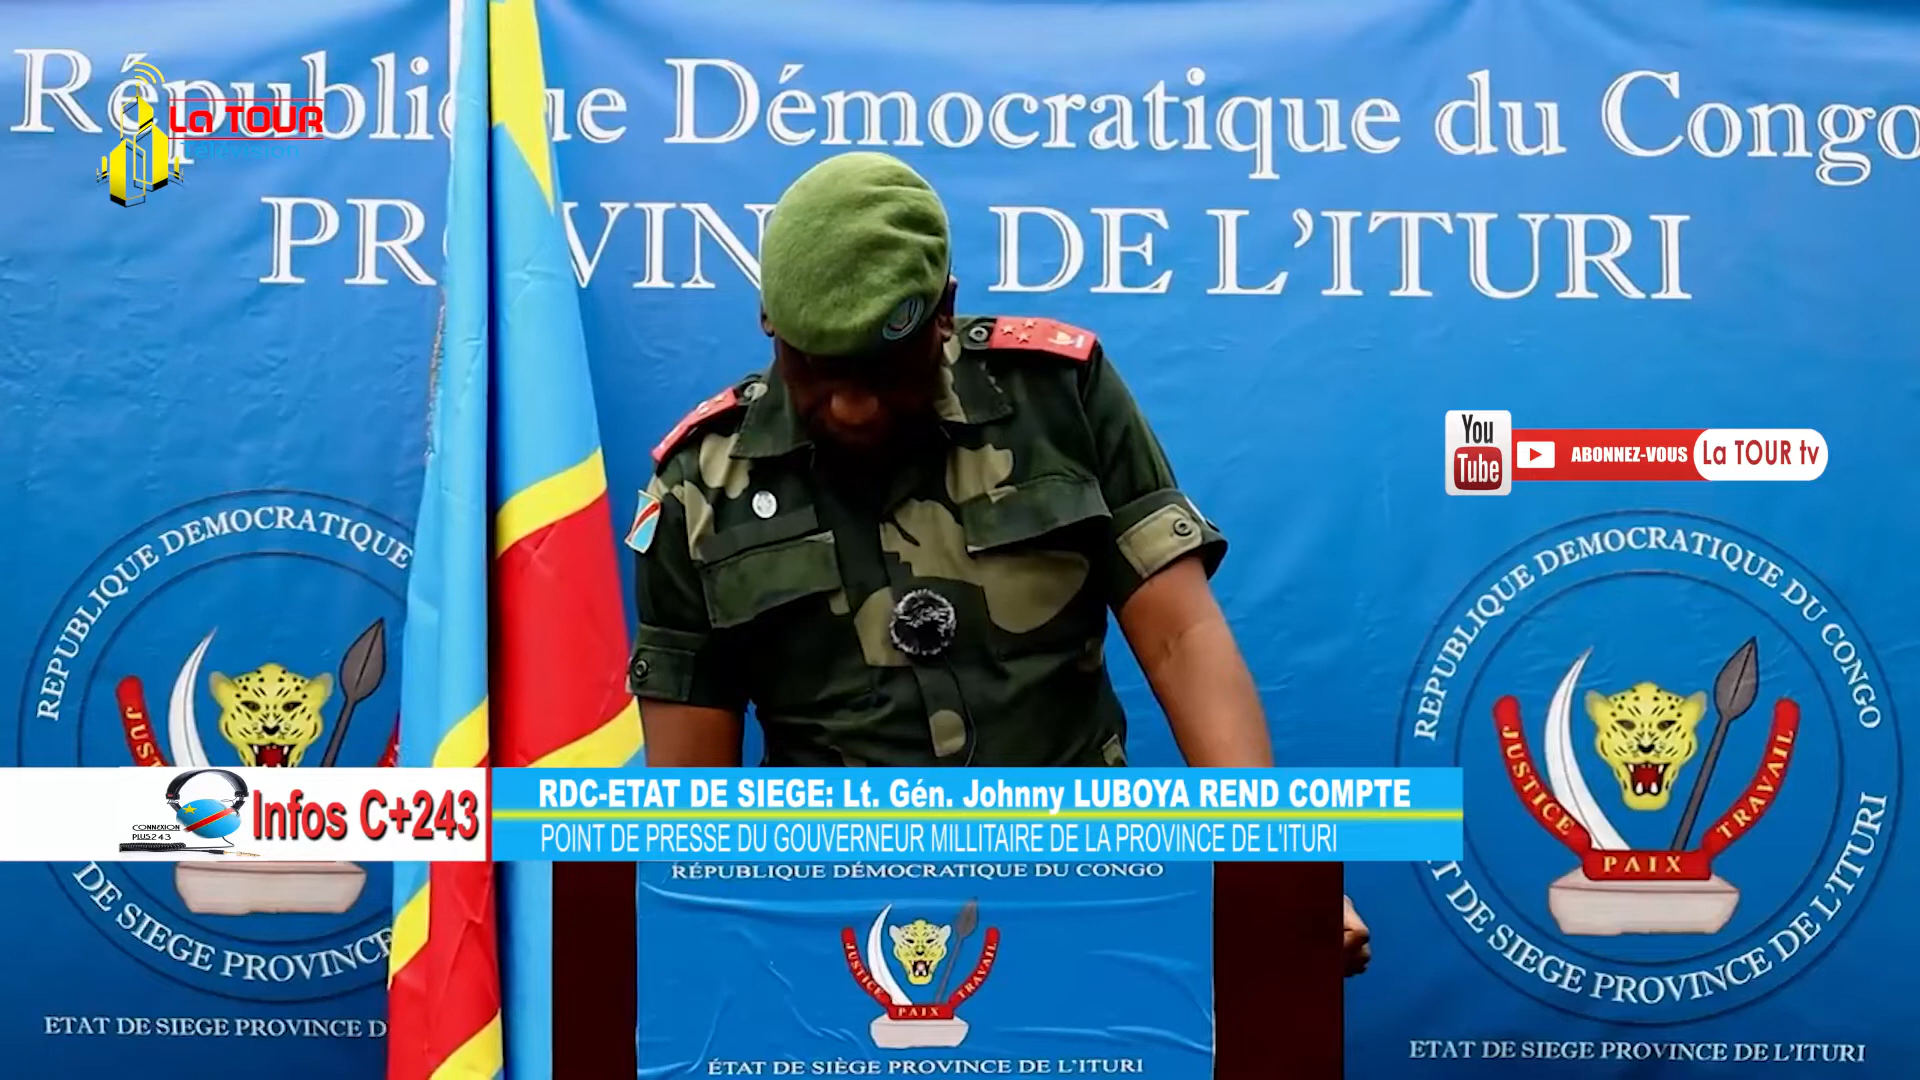 République Démocratique du Congo
La TOUR
Télévision
PROVINCE DE L'ITURI
You
Tube
ABONNEZ-VOUS
La TOUR tv
REPUBLIQUE DEMOCRATIQUE
JUSTICE
DE SIEGE PROVINCE
ETAT DE SIEGE PROVINCE D
REPUBLIQUE DEMOCRATIQUE DU CONGO
JUSTICE
PAIX
TRAVAIL
T DE SIEGE PROVINCE DE L'ITURI
ETAT DE SIEGE PROVINCE DE L'ITURI
CONNEXION
PLUS243
Infos C+243
RDC-ETAT DE SIEGE: Lt. Gén. Johnny LUBOYA REND COMPTE
POINT DE PRESSE DU GOUVERNEUR MILLITAIRE DE LA PROVINCE DE L'ITURI
RÉPUBLIQUE DÉMOCRATIQUE DU CONGO
JUSTICE
PAIX
TRAVAIL
ÉTAT DE SIÈGE PROVINCE DE L'ITURI